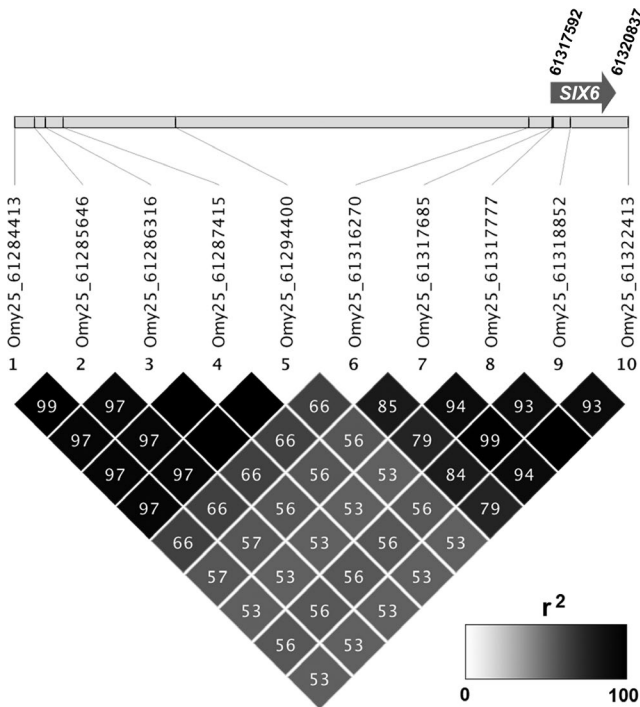 61317592
61320837
SIX6
Omy25_61284413
Omy25_61285646
Omy25_61286316
Omy25_61287415
Omy25_61294400
Omy25_61316270
Omy25_61317685
Omy25_61317777
Omy25_61318852
Omy25_61322413
1 2 3 4 5 6 7 8 9 10
99 97 66 85 94 93 93
97 97 66 56 79 99
97 97 66 56 53 84 94
97 66 56 53 56 79
66 57 53 56 53
57 53 56 53
53 56 53
56 53
53
r²
0 100